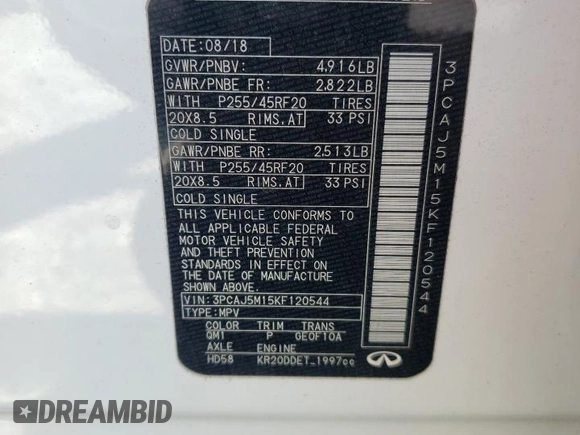 DATE:08/18
GVWR/PNBV: 4,916LB
GAWR/PNBE FR: 2,822LB
WITH P255/45RF20 TIRES
20X8.5 RIMS,AT 33 PSI
COLD SINGLE
GAWR/PNBE RR: 2,513LB
WITH P255/45RF20 TIRES
20X8.5 RIMS,AT 33 PSI
COLD SINGLE
THIS VEHICLE CONFORMS TO
ALL APPLICABLE FEDERAL
MOTOR VEHICLE SAFETY
AND THEFT PREVENTION
STANDARDS IN EFFECT ON
THE DATE OF MANUFACTURE
SHOWN ABOVE
VIN:3PCAJ5M15KF120544
TYPE:MPV
COLOR TRIM TRANS
QM1 P GE0F10A
AXLE ENGINE
HD58 KR20DDET_1997cc
3PCAJ5M15KF120544
DREAMBID